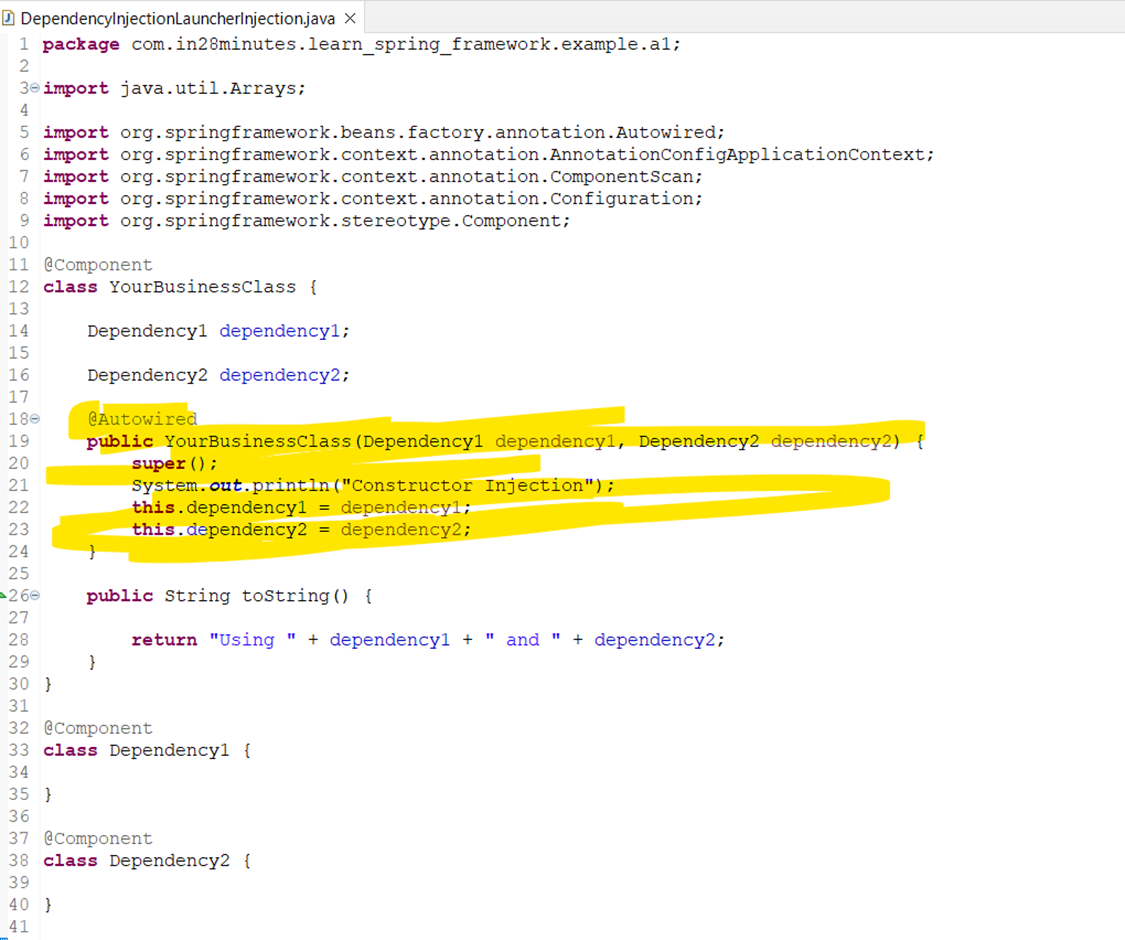 DependencyInjectionLauncherInjection.java
1 package com.in28minutes.learn_spring_framework.example.a1;
2
3 import java.util.Arrays;
4
5 import org.springframework.beans.factory.annotation.Autowired;
6 import org.springframework.context.annotation.AnnotationConfigApplicationContext;
7 import org.springframework.context.annotation.ComponentScan;
8 import org.springframework.context.annotation.Configuration;
9 import org.springframework.stereotype.Component;
10
11 @Component
12 class YourBusinessClass {
13
14 Dependency1 dependency1;
15
16 Dependency2 dependency2;
17
18 @Autowired
19 public YourBusinessClass(Dependency1 dependency1, Dependency2 dependency2) {
20 super();
21 System.out.println("Constructor Injection");
22 this.dependency1 = dependency1;
23 this.dependency2 = dependency2;
24 }
25
26 public String toString() {
27
28 return "Using " + dependency1 + " and " + dependency2;
29 }
30 }
31
32 @Component
33 class Dependency1 {
34
35 }
36
37 @Component
38 class Dependency2 {
39
40 }
41